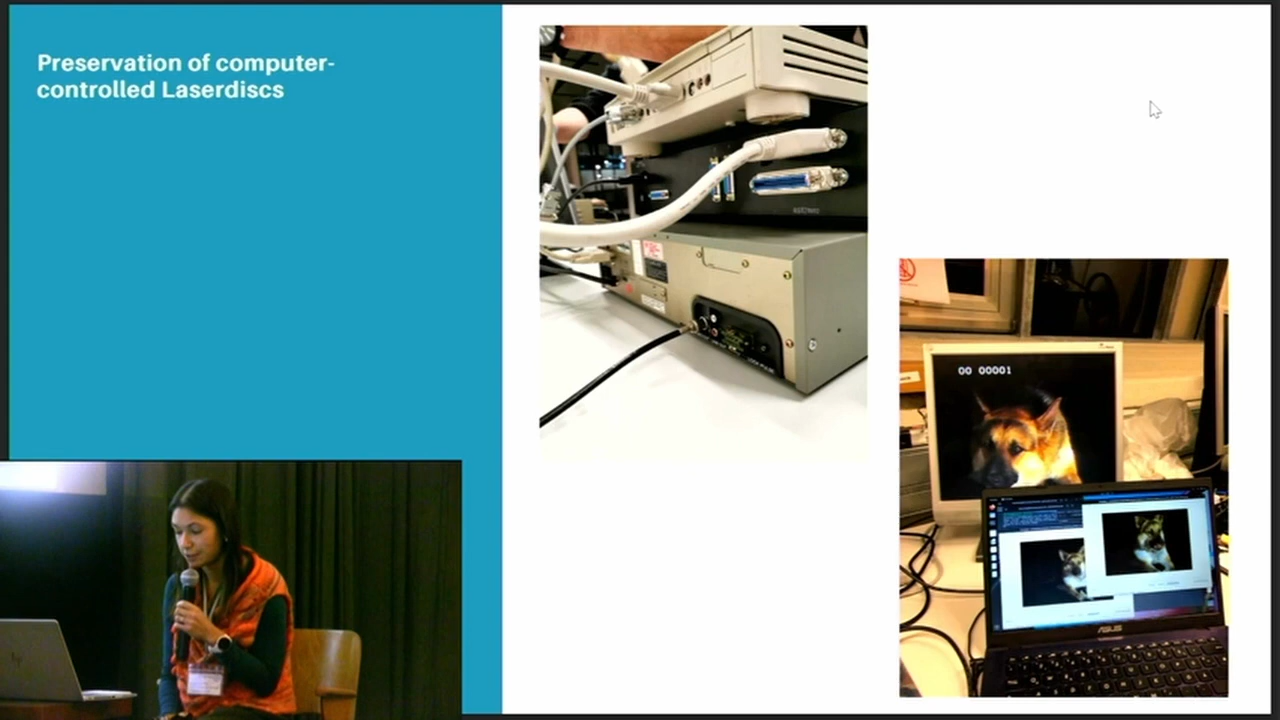 Preservation of computer-
controlled Laserdiscs
00 00001
ASUS